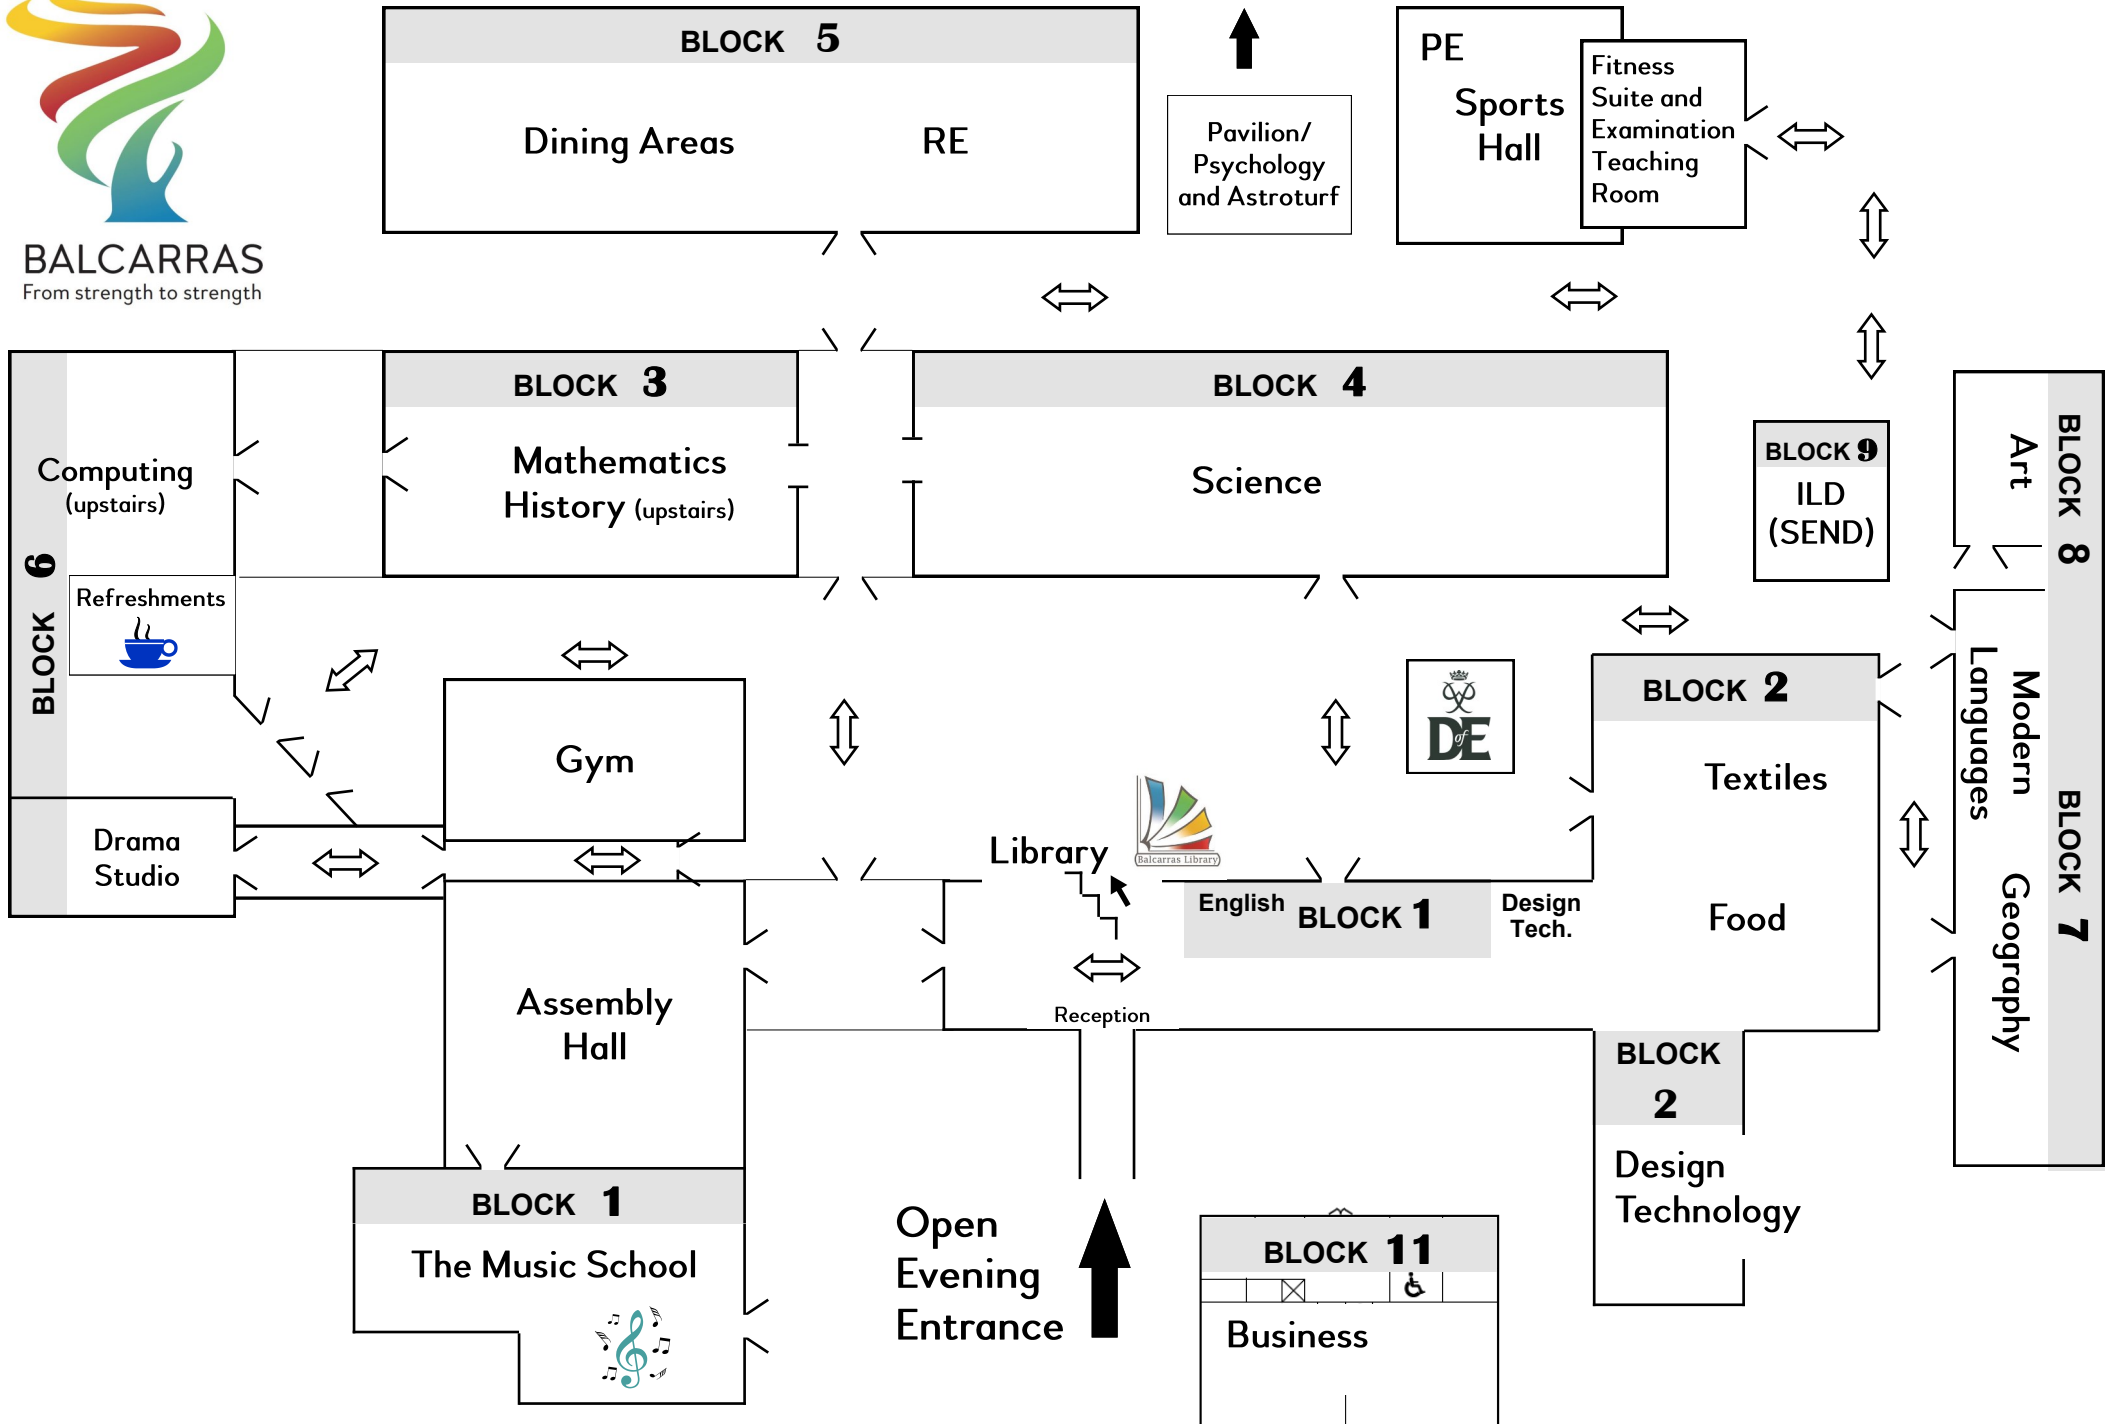 BALCARRAS
From strength to strength
BLOCK 5
Dining Areas
RE
Pavilion/
Psychology
and Astroturf
PE
Sports
Hall
Fitness
Suite and
Examination
Teaching
Room
BLOCK 6
Computing
(upstairs)
Refreshments
BLOCK 3
Mathematics
History (upstairs)
BLOCK 4
Science
BLOCK 9
ILD
(SEND)
Art
BLOCK 8
Gym
DofE
BLOCK 2
Textiles
Food
Modern
Languages
Geography
BLOCK 7
Drama
Studio
Library
Balcarras Library
English
BLOCK 1
Design
Tech.
Assembly
Hall
Reception
BLOCK
2
Design
Technology
BLOCK 1
The Music School
Open
Evening
Entrance
BLOCK 11
Business